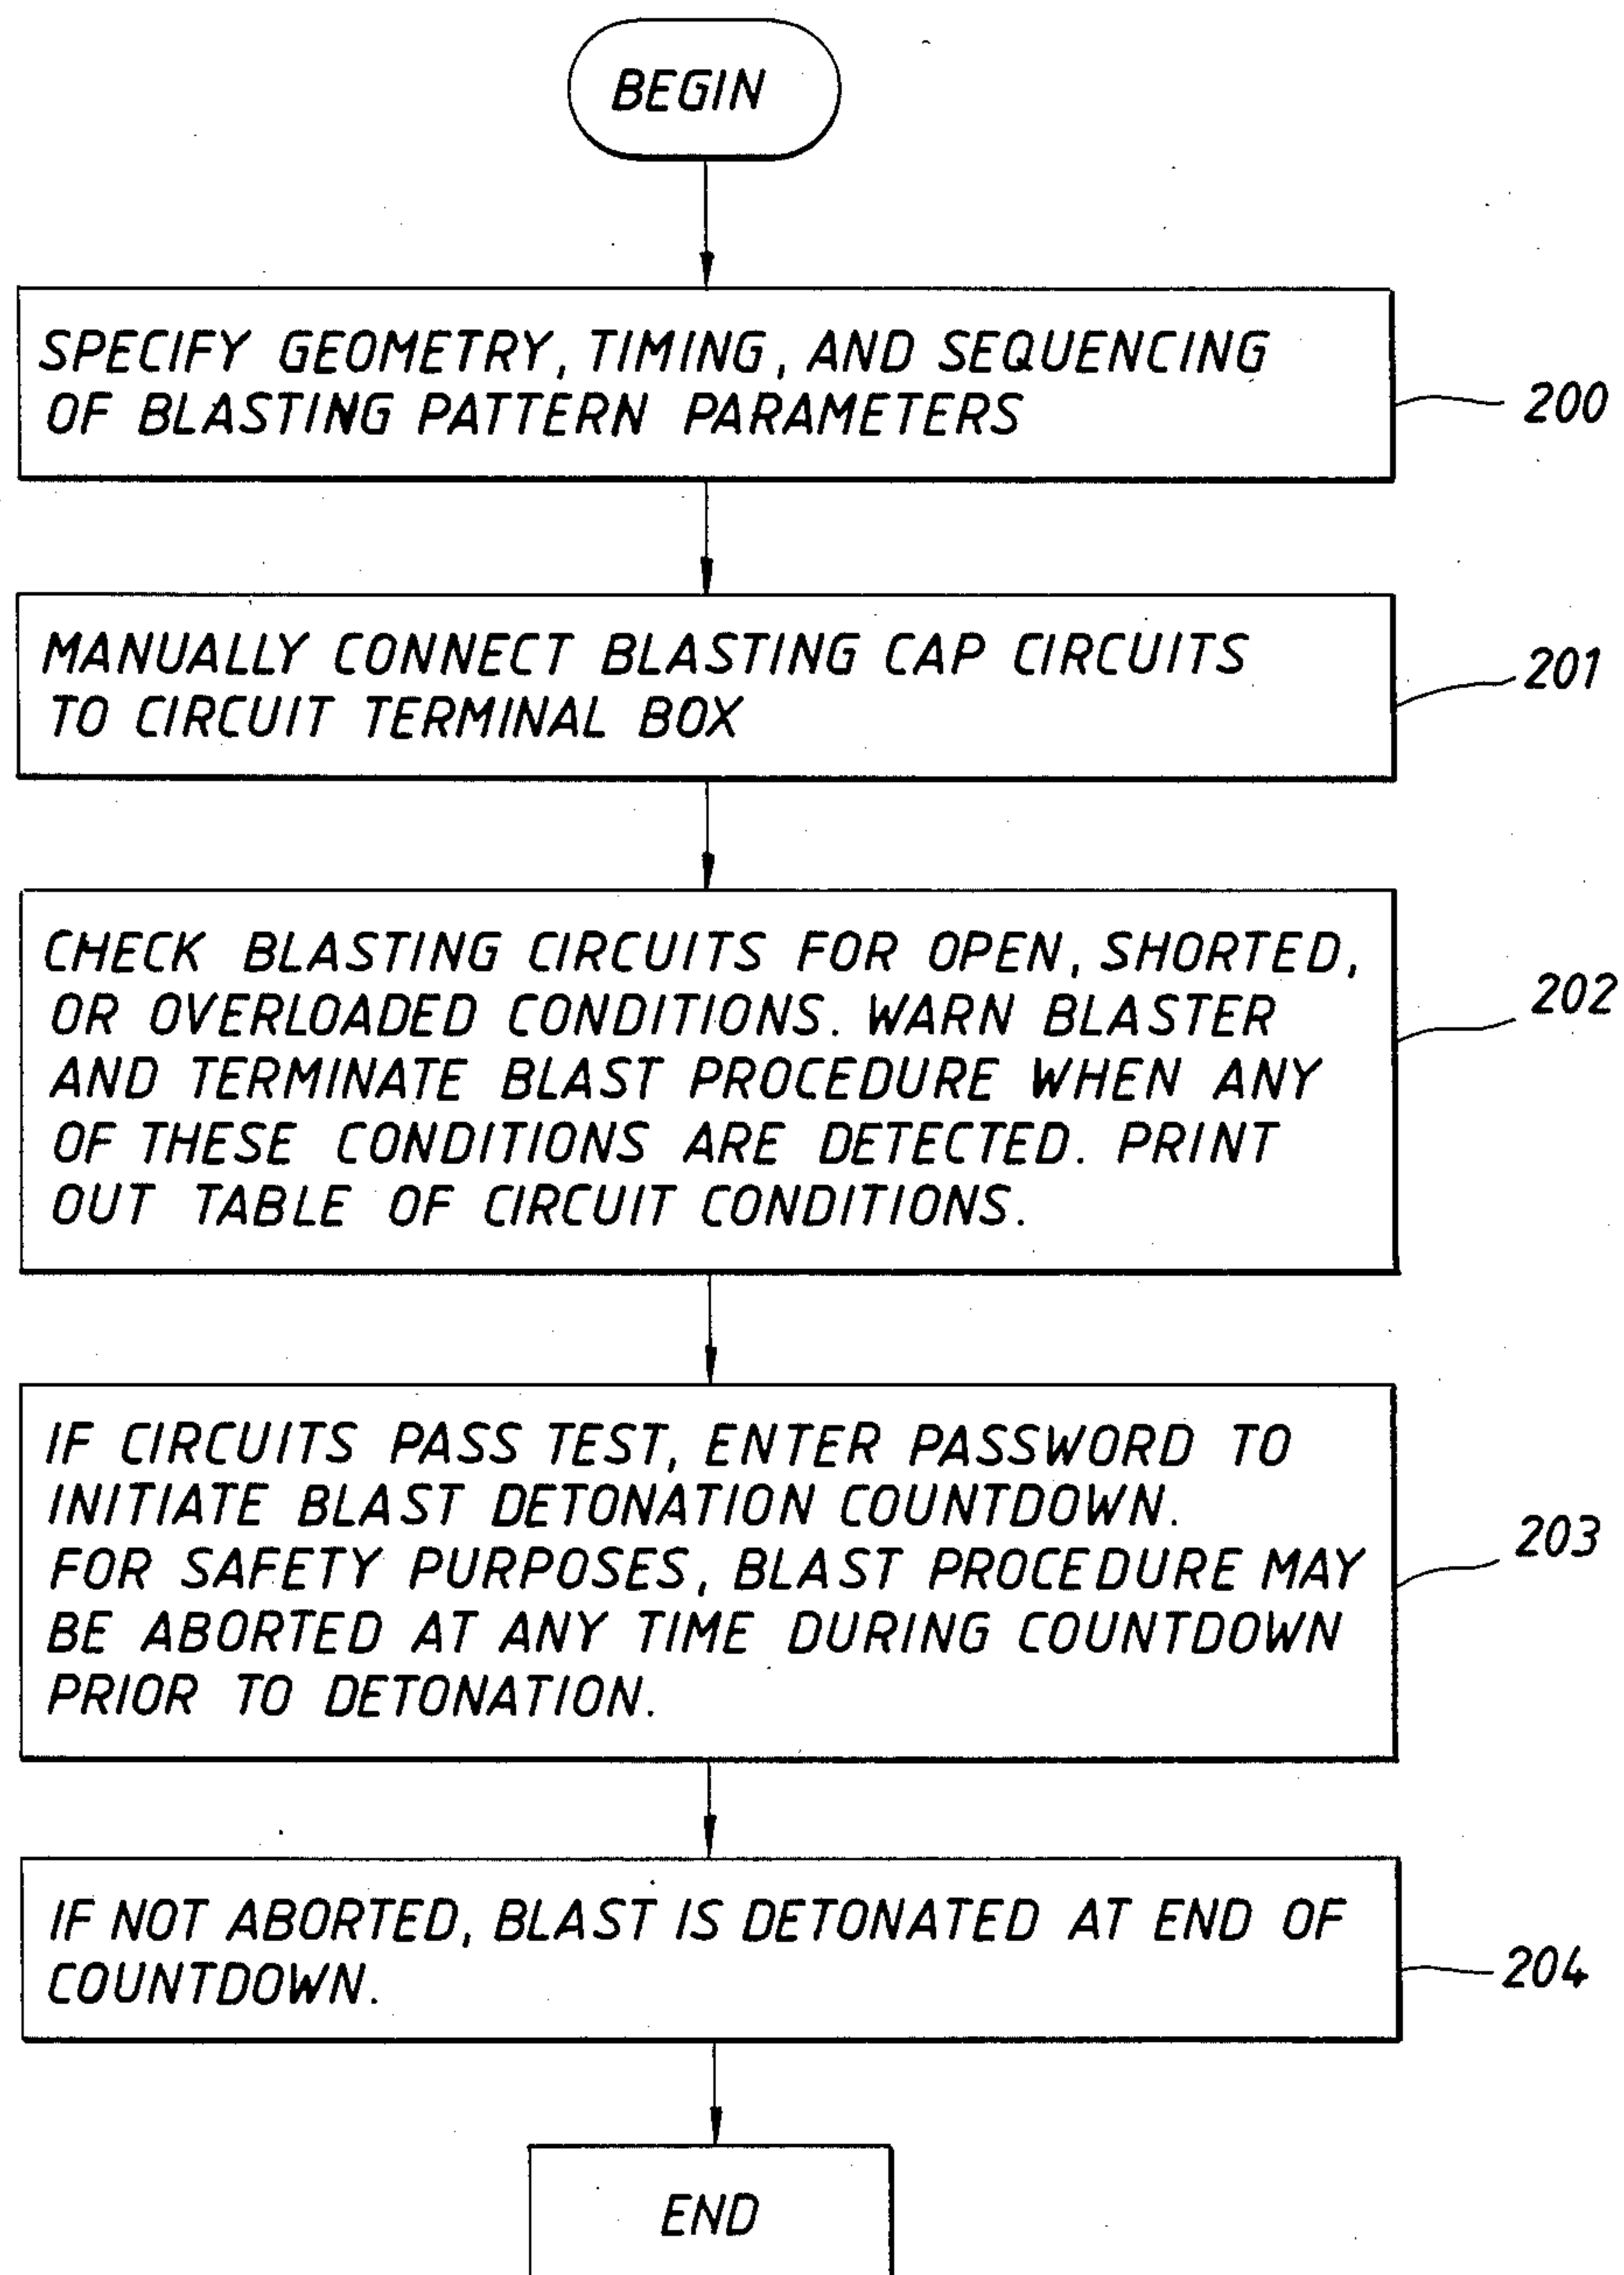 BEGIN
SPECIFY GEOMETRY, TIMING, AND SEQUENCING
OF BLASTING PATTERN PARAMETERS
200
MANUALLY CONNECT BLASTING CAP CIRCUITS
TO CIRCUIT TERMINAL BOX
201
CHECK BLASTING CIRCUITS FOR OPEN, SHORTED,
OR OVERLOADED CONDITIONS. WARN BLASTER
AND TERMINATE BLAST PROCEDURE WHEN ANY
OF THESE CONDITIONS ARE DETECTED. PRINT
OUT TABLE OF CIRCUIT CONDITIONS.
202
IF CIRCUITS PASS TEST, ENTER PASSWORD TO
INITIATE BLAST DETONATION COUNTDOWN.
FOR SAFETY PURPOSES, BLAST PROCEDURE MAY
BE ABORTED AT ANY TIME DURING COUNTDOWN
PRIOR TO DETONATION.
203
IF NOT ABORTED, BLAST IS DETONATED AT END OF
COUNTDOWN.
204
END